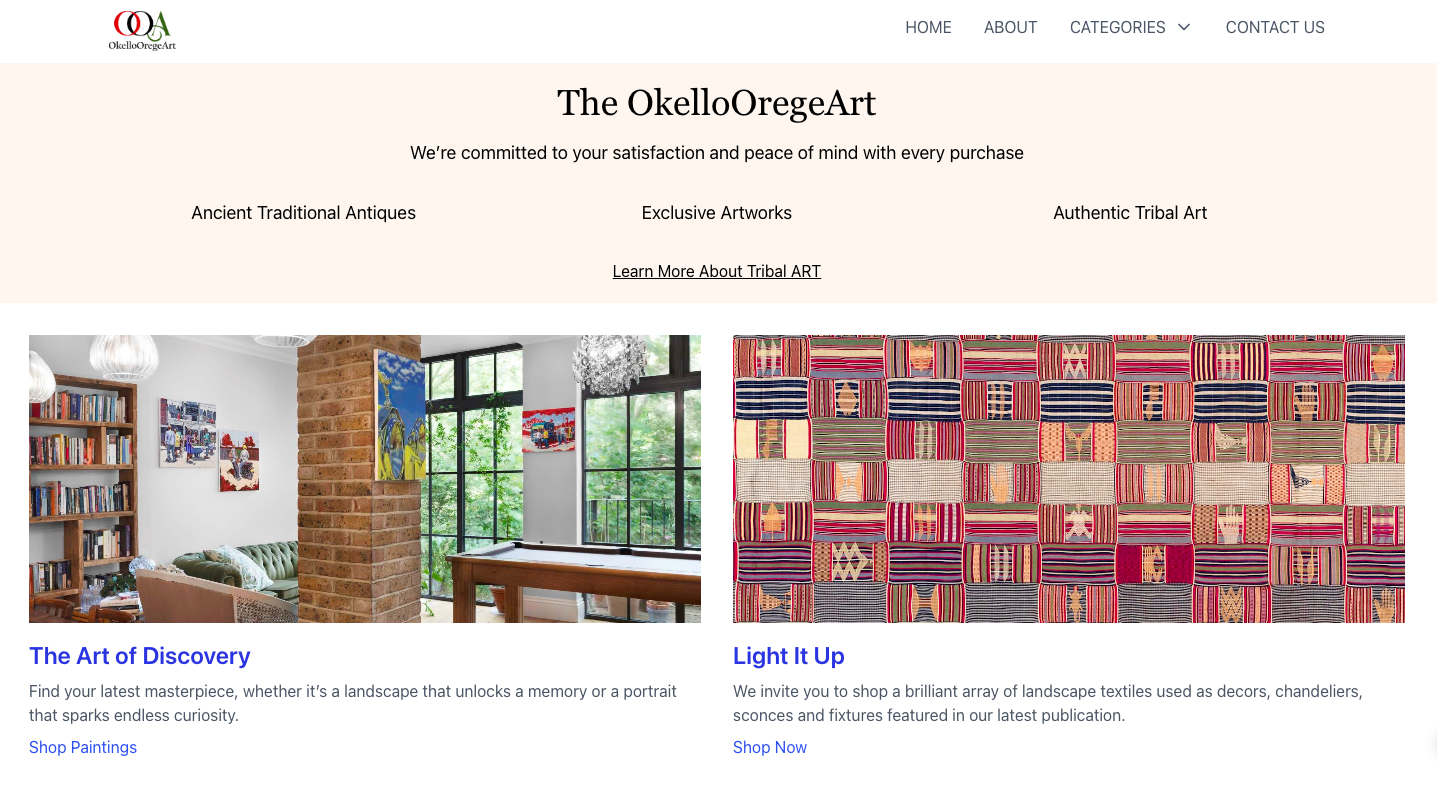 OOA
OkelloOregeArt
HOME ABOUT CATEGORIES CONTACT US
The OkelloOregeArt
We’re committed to your satisfaction and peace of mind with every purchase
Ancient Traditional Antiques Exclusive Artworks Authentic Tribal Art
Learn More About Tribal ART
The Art of Discovery
Find your latest masterpiece, whether it’s a landscape that unlocks a memory or a portrait
that sparks endless curiosity.
Shop Paintings
Light It Up
We invite you to shop a brilliant array of landscape textiles used as decors, chandeliers,
sconces and fixtures featured in our latest publication.
Shop Now